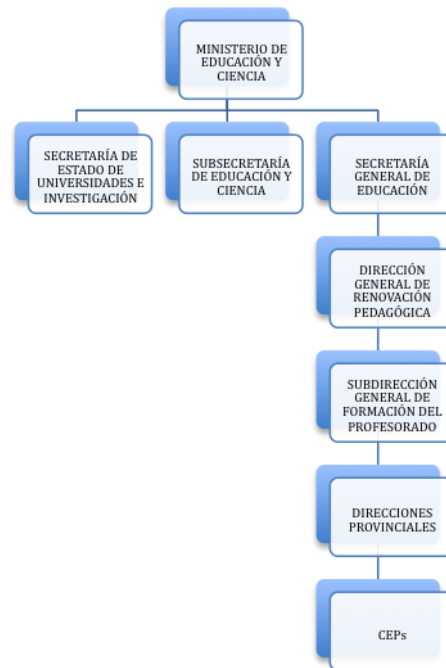 MINISTERIO DE
EDUCACIÓN Y
CIENCIA
SECRETARÍA DE
ESTADO DE
UNIVERSIDADES E
INVESTIGACIÓN
SUBSECRETARÍA
DE EDUCACIÓN Y
CIENCIA
SECRETARÍA
GENERAL DE
EDUCACIÓN
DIRECCIÓN
GENERAL DE
RENOVACIÓN
PEDAGÓGICA
SUBDIRECCIÓN
GENERAL DE
FORMACIÓN DEL
PROFESORADO
DIRECCIONES
PROVINCIALES
CEPs